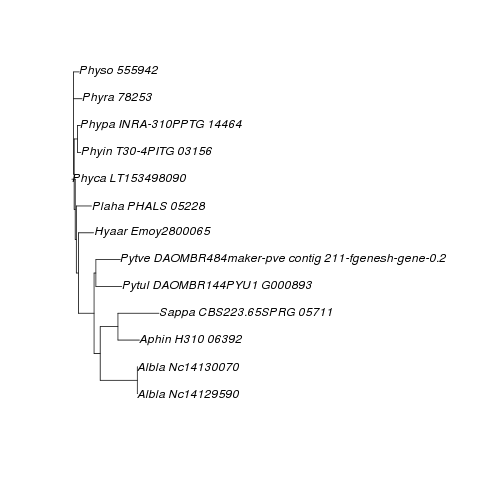 Physo 555942
Phyra 78253
Phypa INRA-310PPTG 14464
Phyin T30-4PITG 03156
Phyca LT153498090
Plaha PHALS 05228
Hyaar Emoy2800065
Pytve DAOMBR484maker-pve contig 211-fgenesh-gene-0.2
Pytul DAOMBR144PYU1 G000893
Sappa CBS223.65SPRG 05711
Aphin H310 06392
Albla Nc14130070
Albla Nc14129590